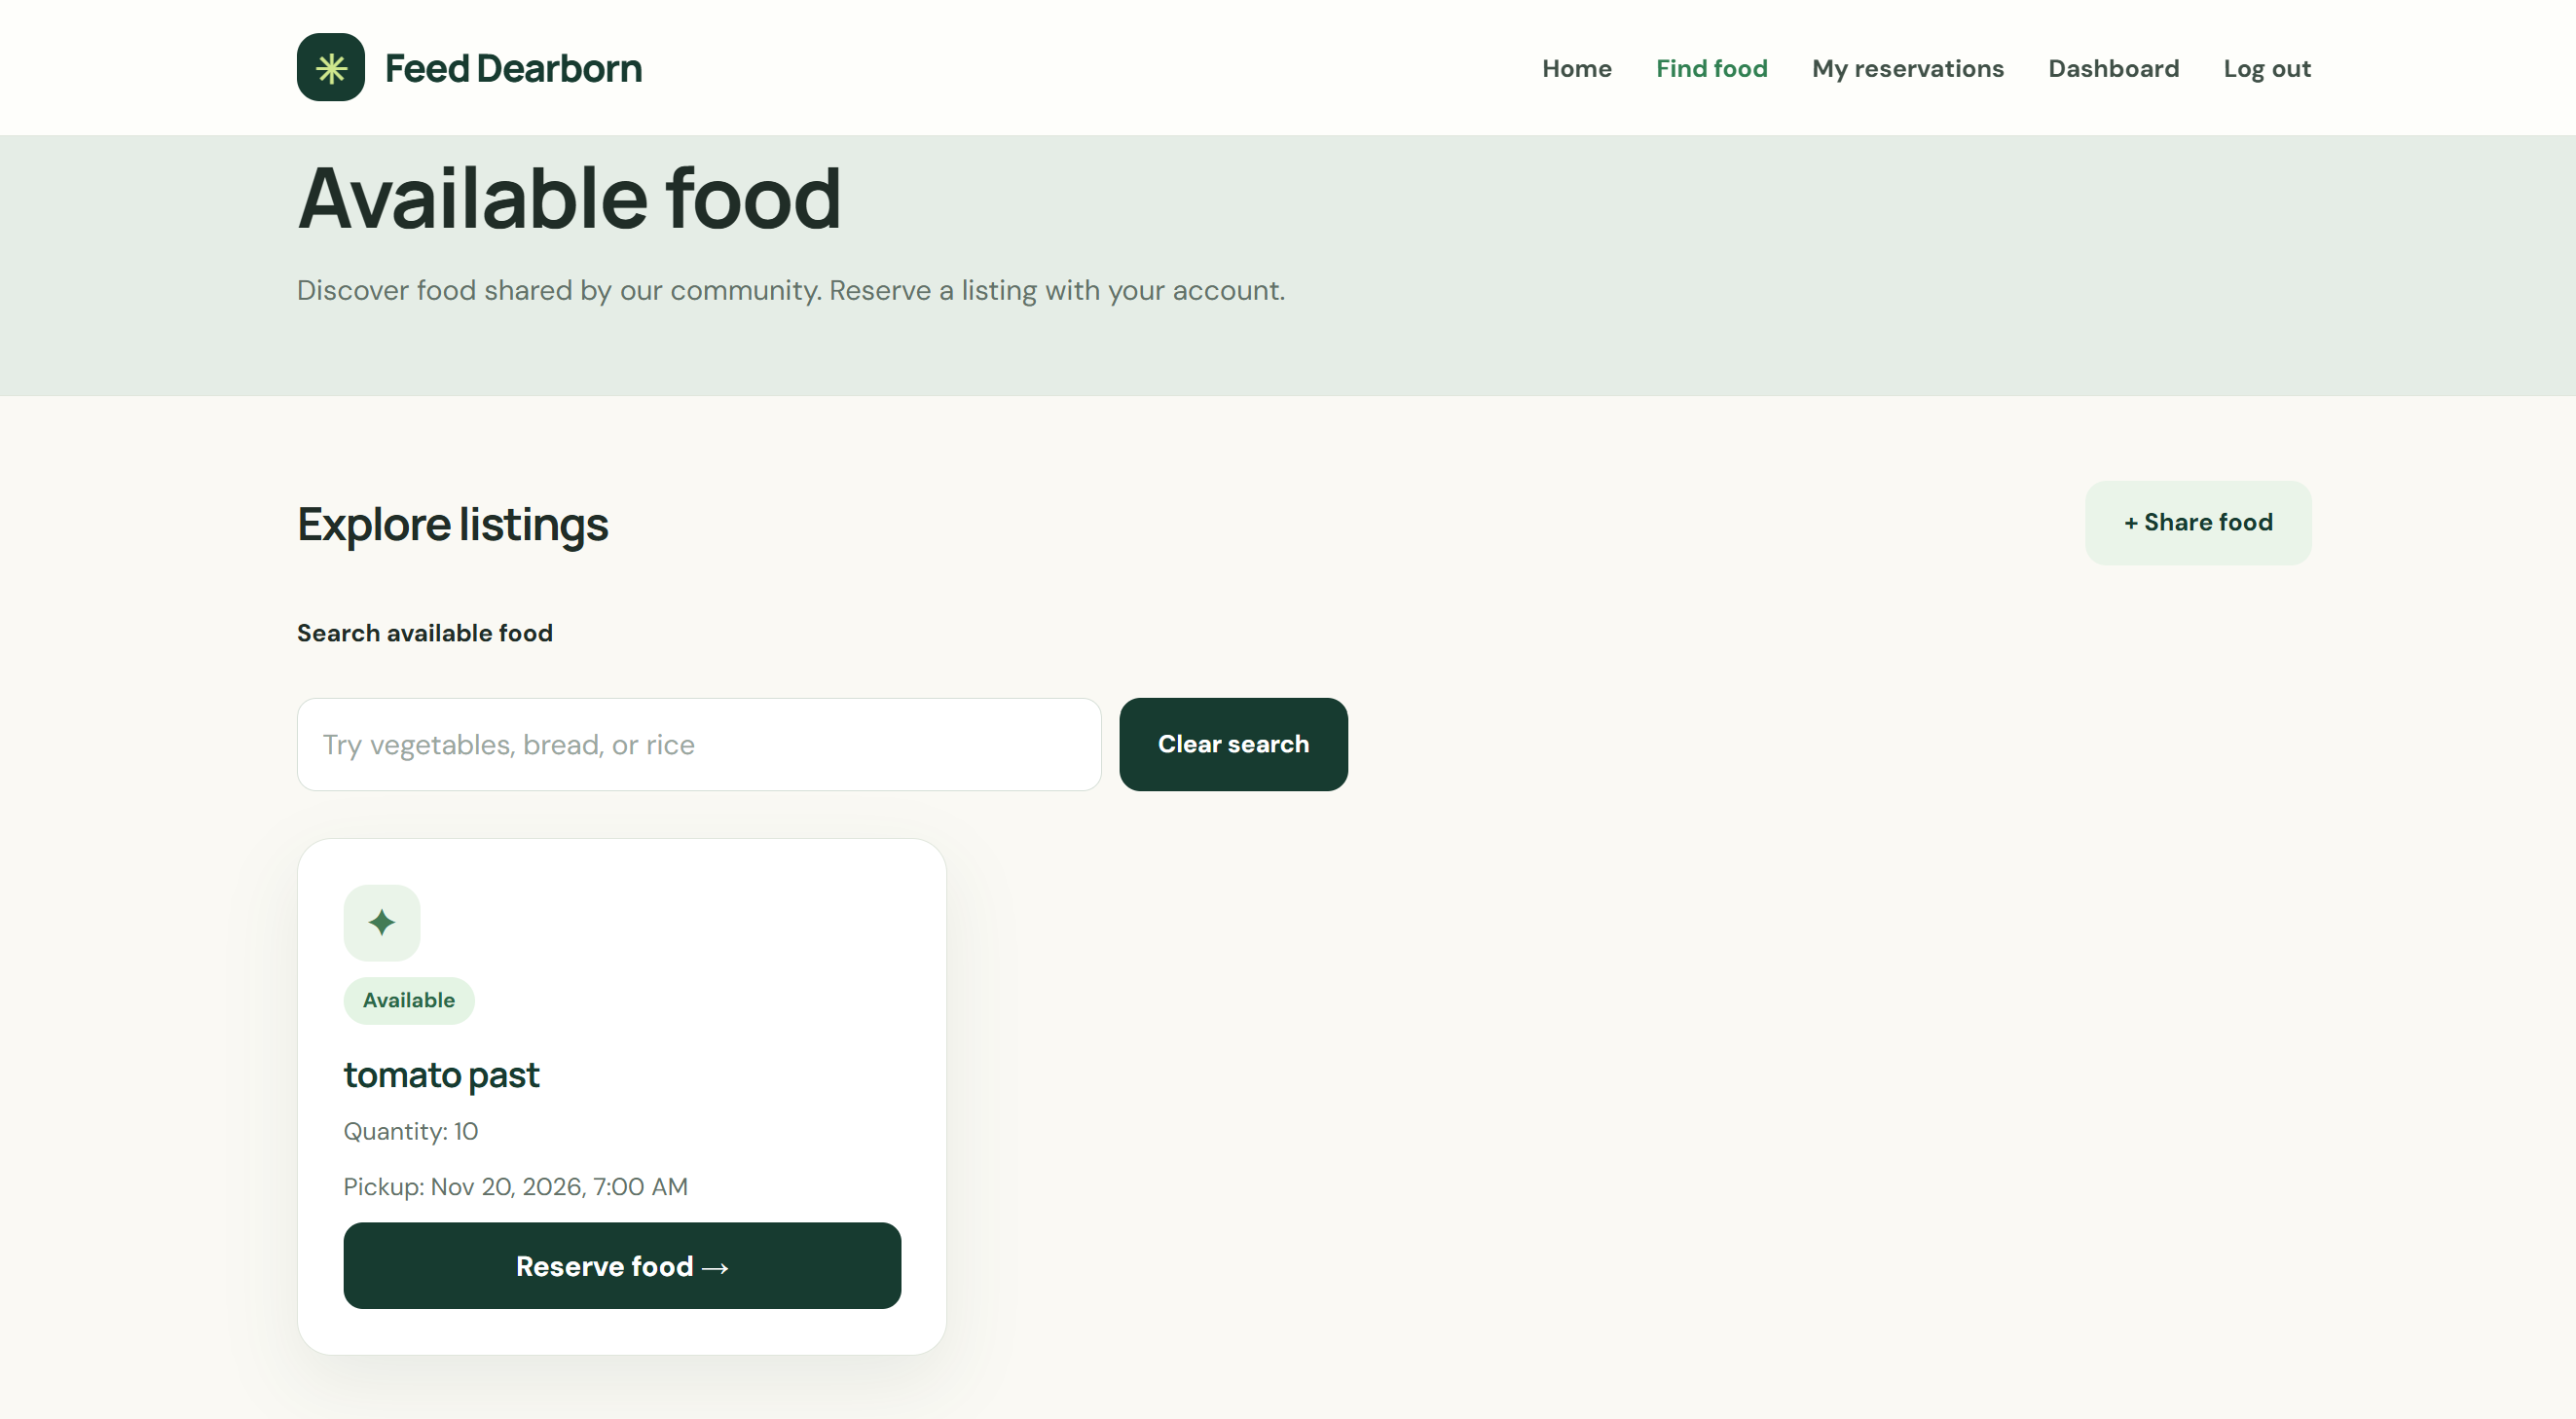 Feed Dearborn
Home Find food My reservations Dashboard Log out
Available food
Discover food shared by our community. Reserve a listing with your account.
Explore listings
+ Share food
Search available food
Try vegetables, bread, or rice
Clear search
Available
tomato past
Quantity: 10
Pickup: Nov 20, 2026, 7:00 AM
Reserve food →